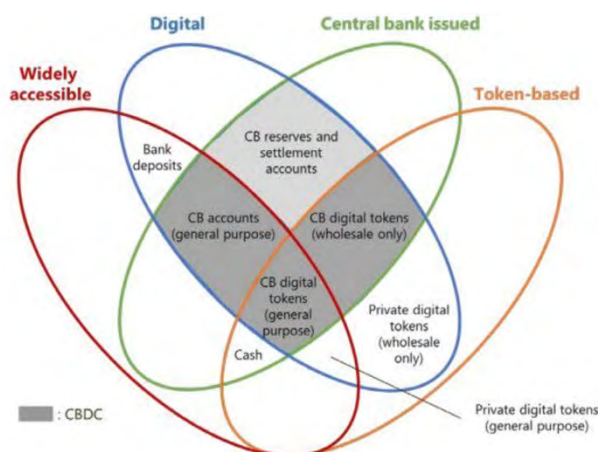 Digital
Central bank issued
Widely
accessible
Token-based
Bank
deposits
CB reserves and
settlement
accounts
CB accounts
(general purpose)
CB digital tokens
(wholesale only)
CB digital
tokens
(general
purpose)
Private digital
tokens
(wholesale
only)
Cash
: CBDC
Private digital tokens
(general purpose)